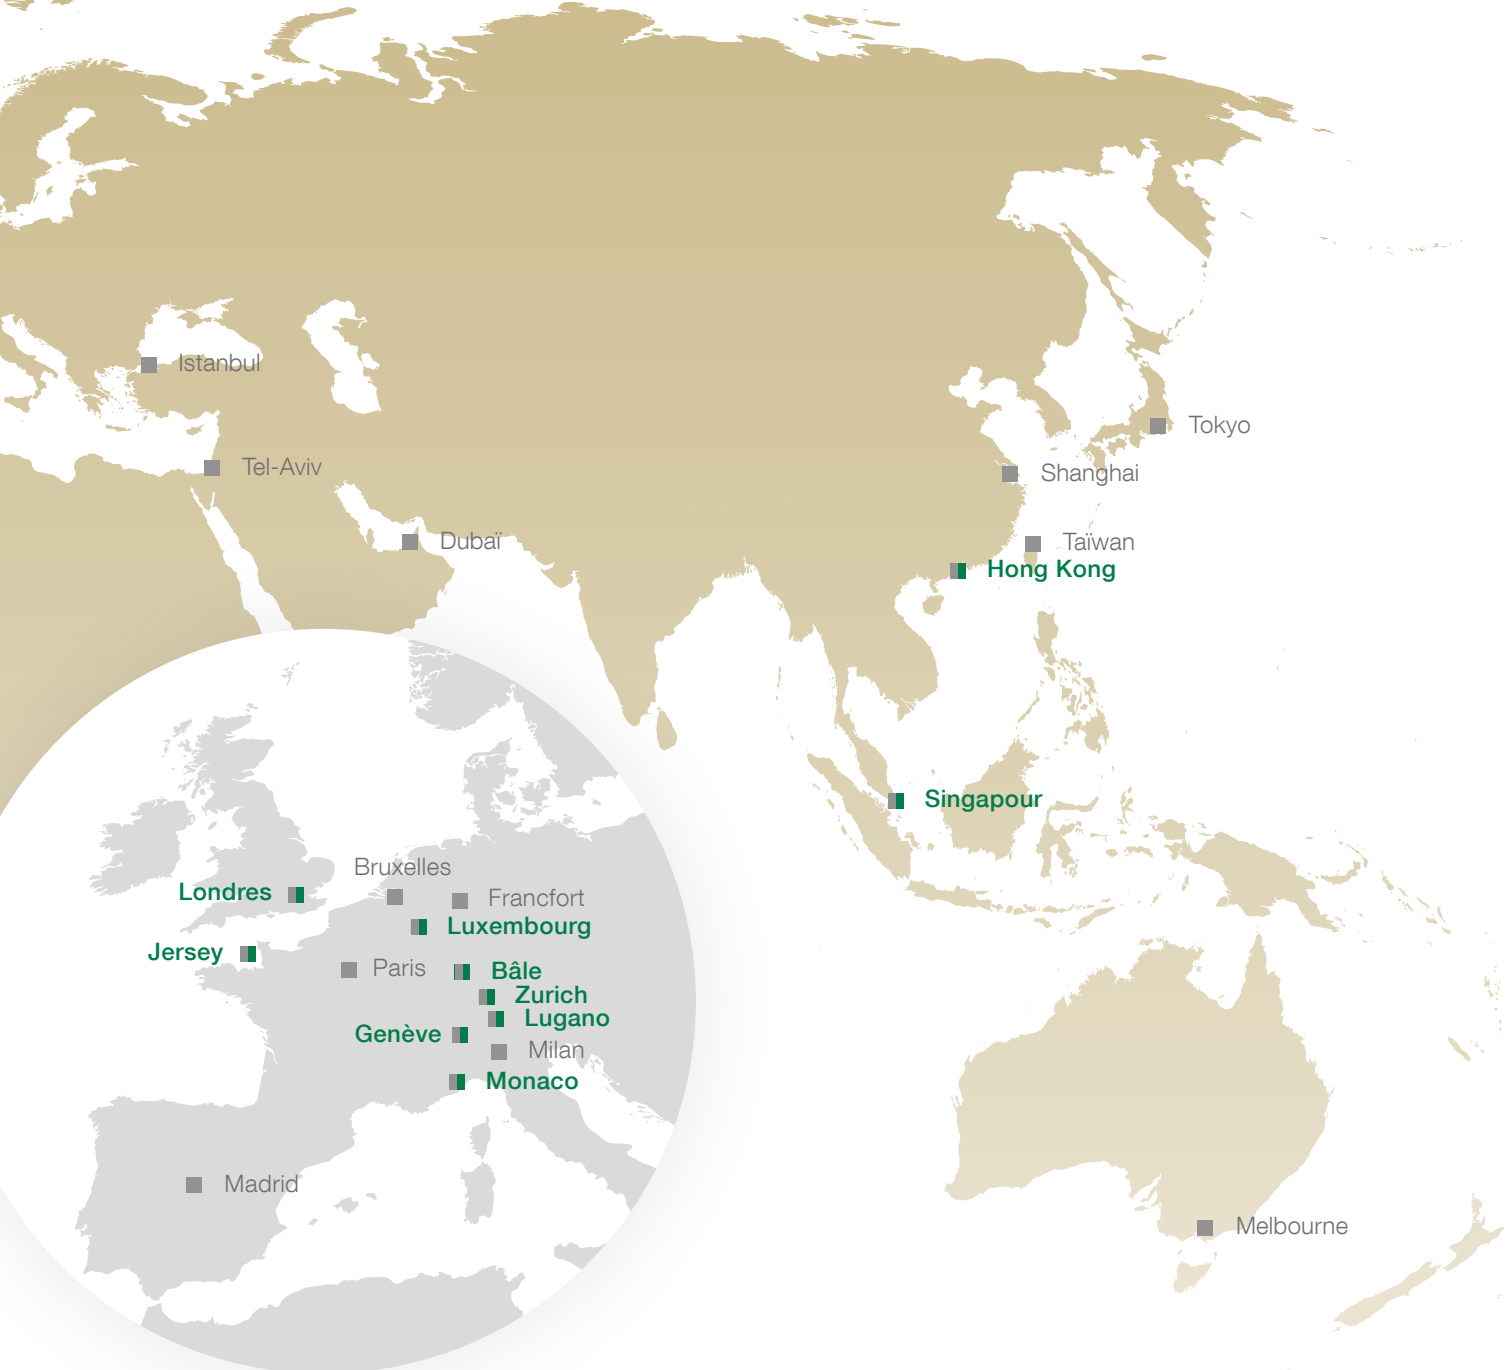 Istanbul
Tokyo
Tel-Aviv
Shanghai
Dubaï
Taïwan
Hong Kong
Singapour
Bruxelles
Londres
Francfort
Luxembourg
Jersey
Paris
Bâle
Zurich
Lugano
Genève
Milan
Monaco
Madrid
Melbourne